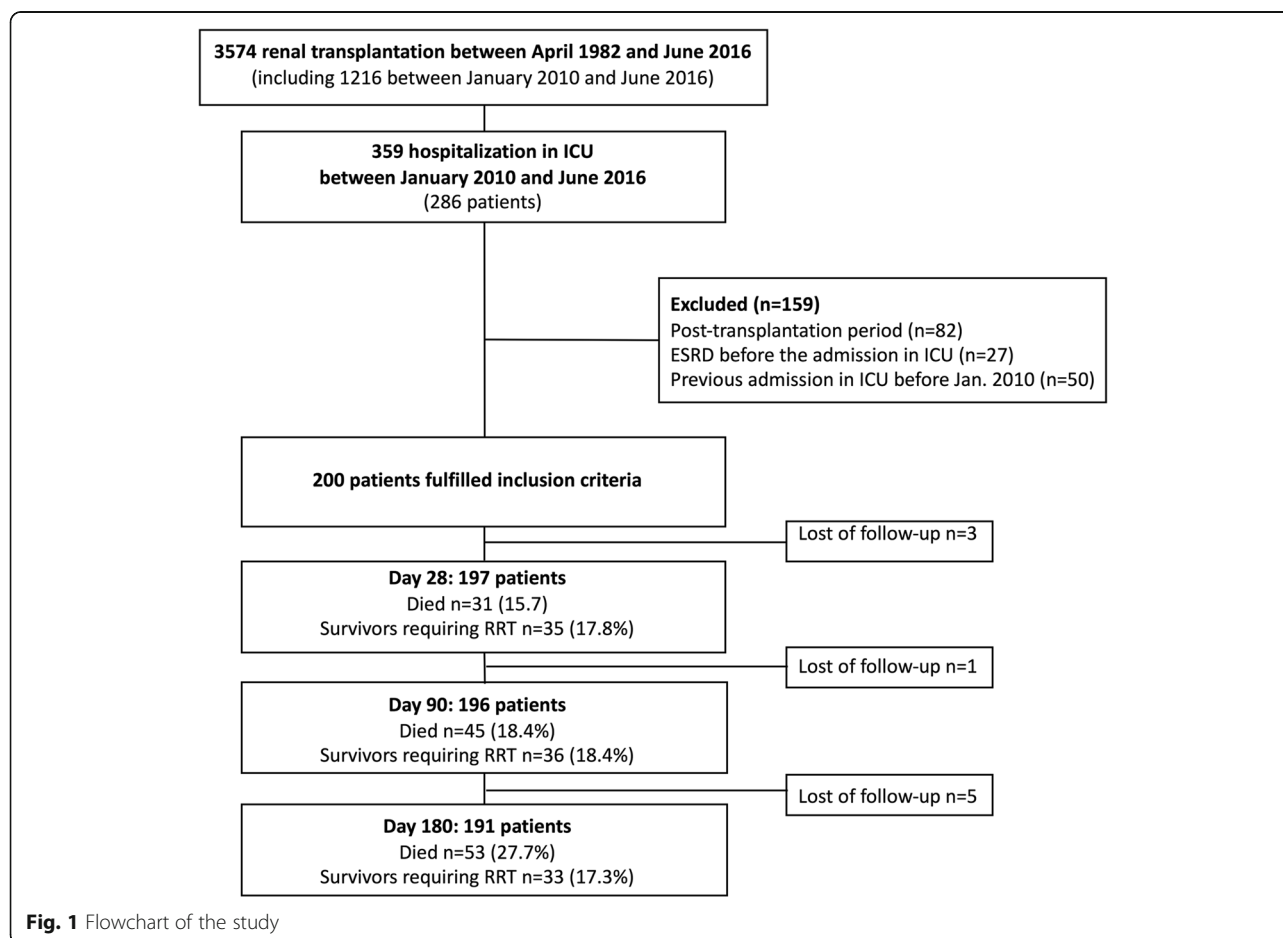 3574 renal transplantation between April 1982 and June 2016
(including 1216 between January 2010 and June 2016)
359 hospitalization in ICU
between January 2010 and June 2016
(286 patients)
Excluded (n=159)
Post-transplantation period (n=82)
ESRD before the admission in ICU (n=27)
Previous admission in ICU before Jan. 2010 (n=50)
200 patients fulfilled inclusion criteria
Lost of follow-up n=3
Day 28: 197 patients
Died n=31 (15.7)
Survivors requiring RRT n=35 (17.8%)
Lost of follow-up n=1
Day 90: 196 patients
Died n=45 (18.4%)
Survivors requiring RRT n=36 (18.4%)
Lost of follow-up n=5
Day 180: 191 patients
Died n=53 (27.7%)
Survivors requiring RRT n=33 (17.3%)
Fig. 1 Flowchart of the study